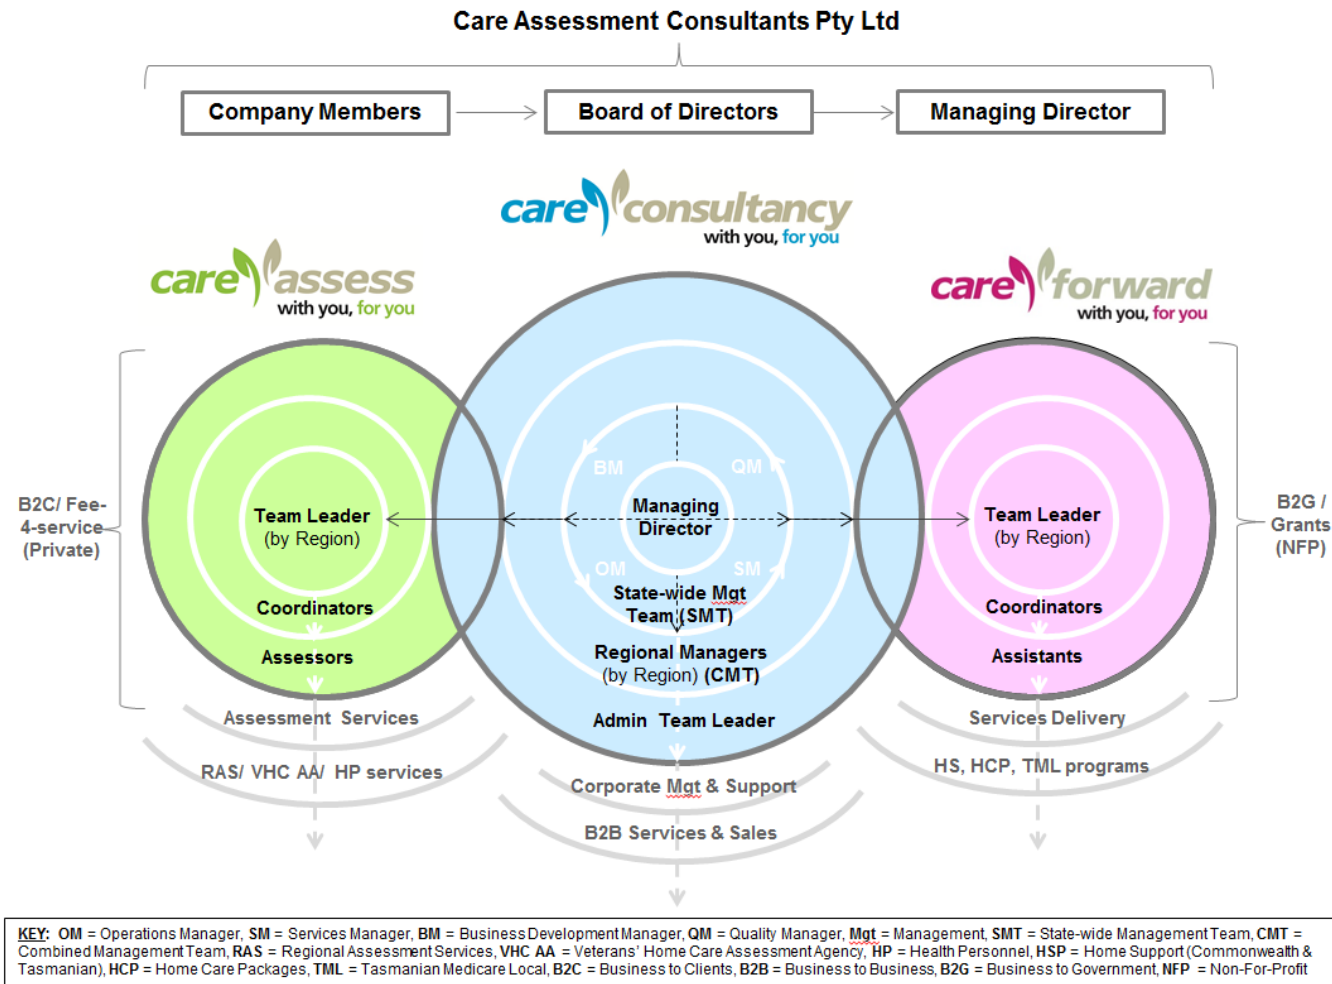 Care Assessment Consultants Pty Ltd
Company Members
Board of Directors
Managing Director
care consultancy
with you, for you
care assess
with you, for you
care forward
with you, for you
B2C/ Fee-
4-service
(Private)
Team Leader
(by Region)
Coordinators
Assessors
Assessment Services
RAS/ VHC AA/ HP services
BM
QM
Managing
Director
OM
SM
State-wide Mgt
Team (SMT)
Regional Managers
(by Region) (CMT)
Admin Team Leader
Corporate Mgt & Support
B2B Services & Sales
Team Leader
(by Region)
Coordinators
Assistants
Services Delivery
HS, HCP, TML programs
B2G /
Grants
(NFP)
KEY: OM = Operations Manager, SM = Services Manager, BM = Business Development Manager, QM = Quality Manager, Mgt = Management, SMT = State-wide Management Team, CMT =
Combined Management Team, RAS = Regional Assessment Services, VHC AA = Veterans' Home Care Assessment Agency, HP = Health Personnel, HSP = Home Support (Commonwealth &
Tasmanian), HCP = Home Care Packages, TML = Tasmanian Medicare Local, B2C = Business to Clients, B2B = Business to Business, B2G = Business to Government, NFP = Non-For-Profit